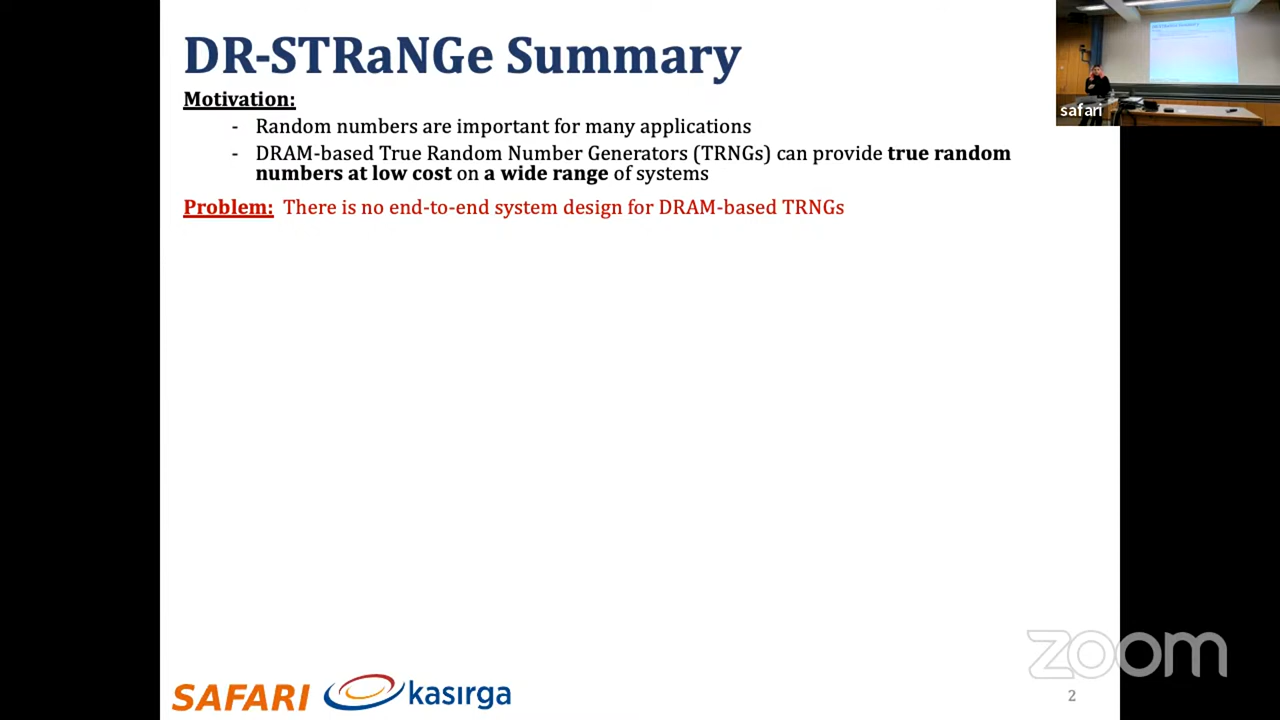 DR-STRaNGe Summary
Motivation:
- Random numbers are important for many applications
- DRAM-based True Random Number Generators (TRNGs) can provide true random
numbers at low cost on a wide range of systems
Problem: There is no end-to-end system design for DRAM-based TRNGs
safari
SAFARI kasırga
zoom
2